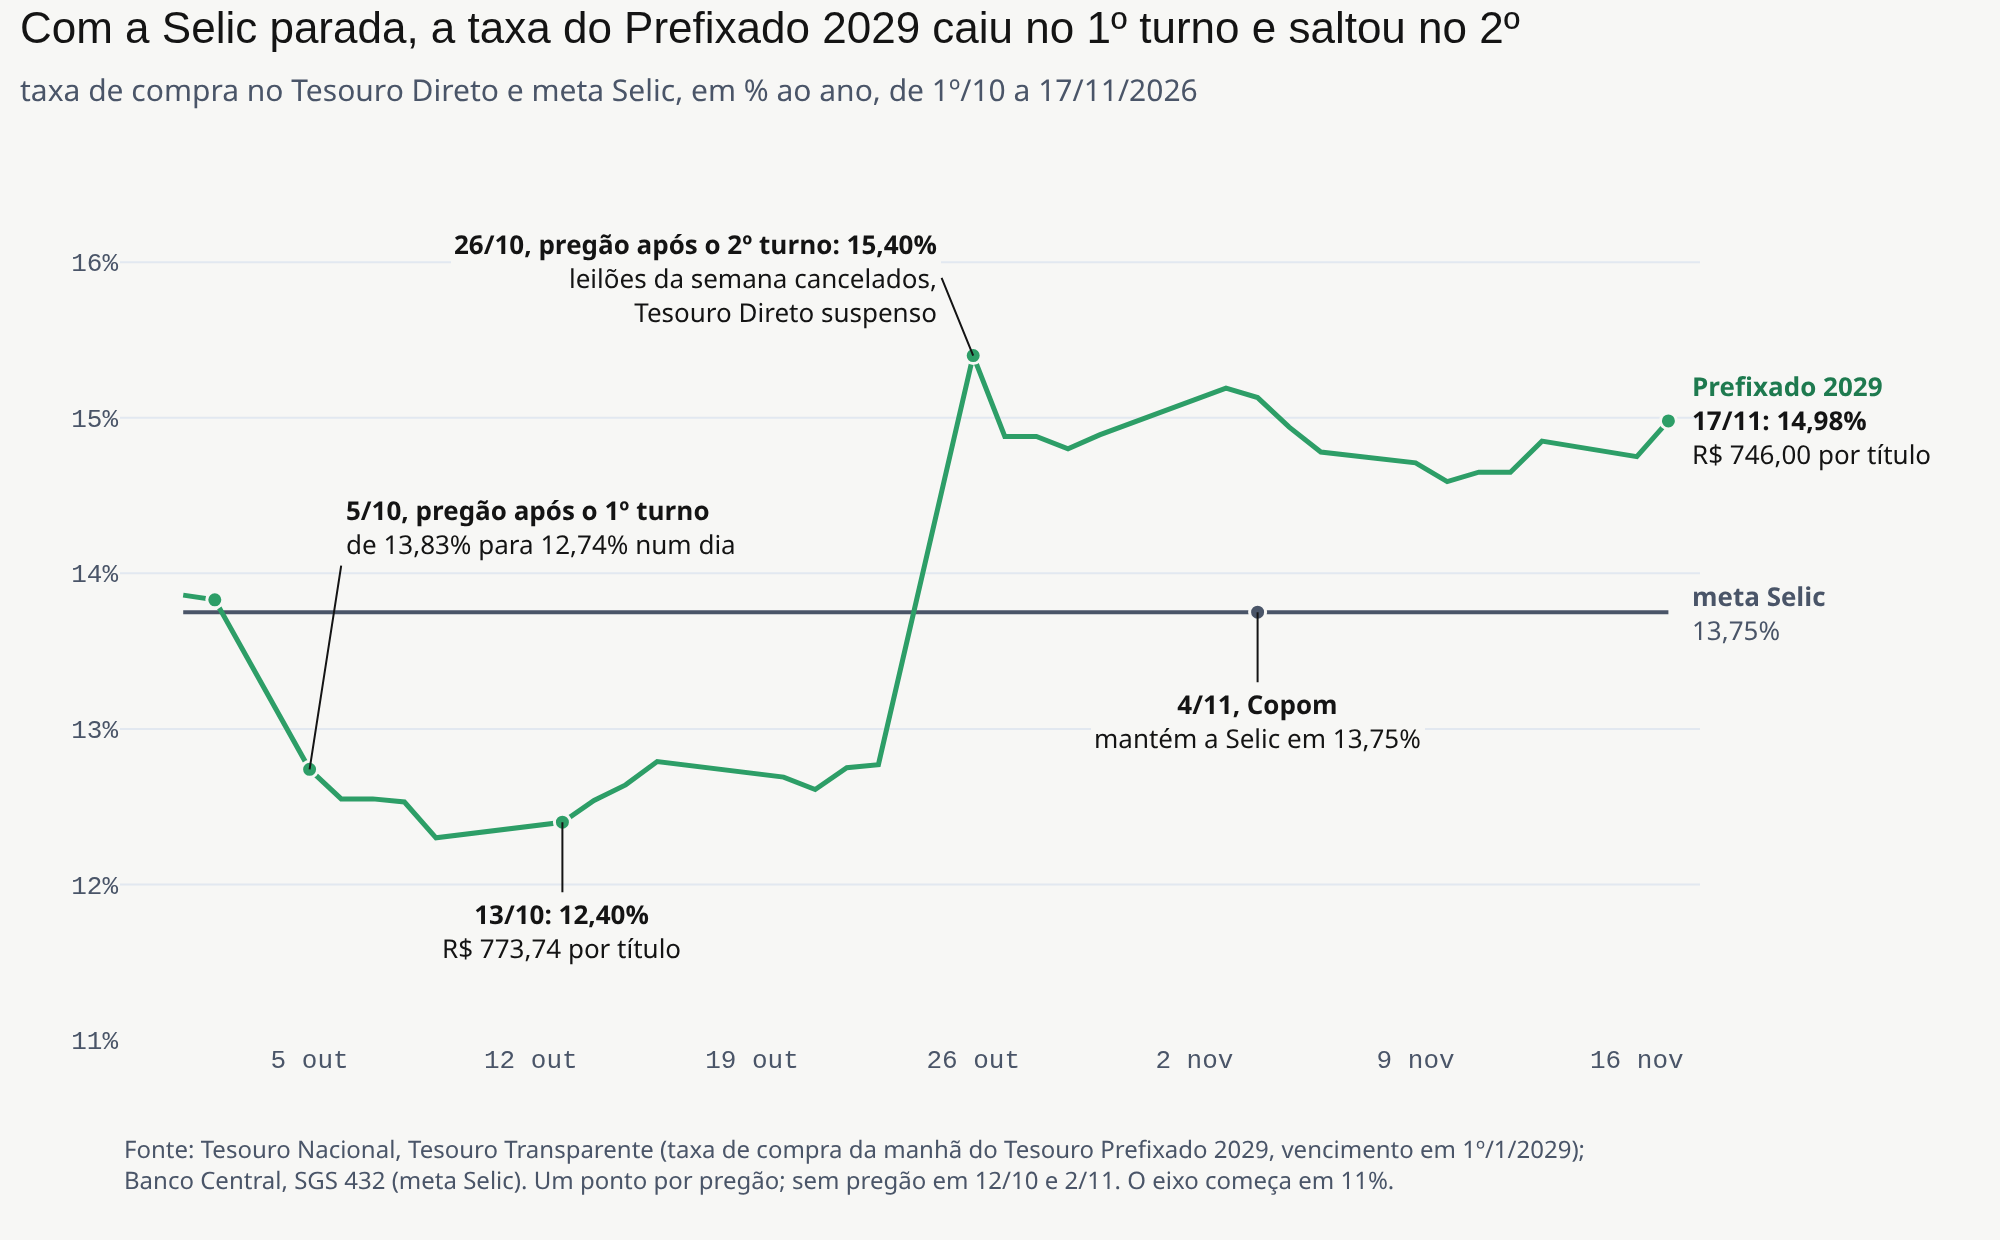 Com a Selic parada, a taxa do Prefixado 2029 caiu no 1º turno e saltou no 2º
taxa de compra no Tesouro Direto e meta Selic, em % ao ano, de 1º/10 a 17/11/2026
26/10, pregão após o 2º turno: 15,40%
leilões da semana cancelados,
Tesouro Direto suspenso
16%
15%
14%
13%
12%
11%
Prefixado 2029
17/11: 14,98%
R$ 746,00 por título
5/10, pregão após o 1º turno
de 13,83% para 12,74% num dia
meta Selic
13,75%
4/11, Copom
mantém a Selic em 13,75%
13/10: 12,40%
R$ 773,74 por título
5 out
12 out
19 out
26 out
2 nov
9 nov
16 nov
Fonte: Tesouro Nacional, Tesouro Transparente (taxa de compra da manhã do Tesouro Prefixado 2029, vencimento em 1º/1/2029);
Banco Central, SGS 432 (meta Selic). Um ponto por pregão; sem pregão em 12/10 e 2/11. O eixo começa em 11%.